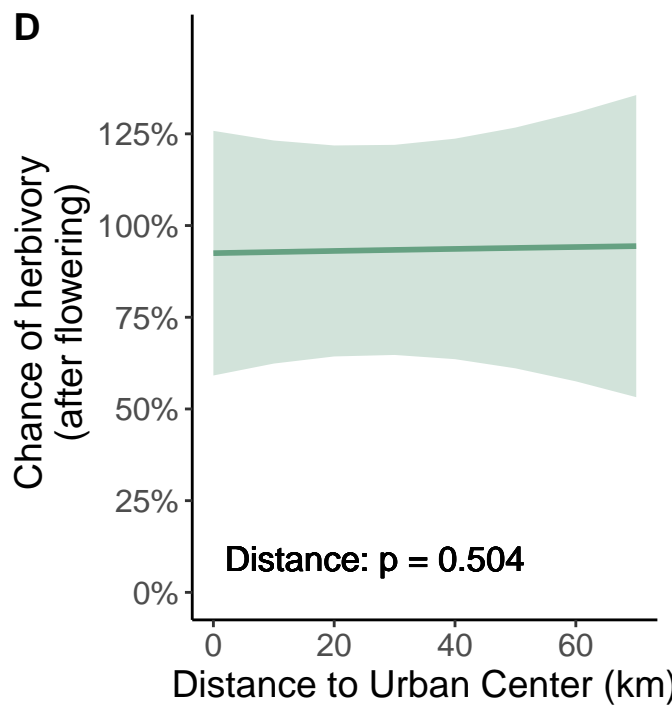 D
Chance of herbivory
(after flowering)
125%
100%
75%
50%
25%
0%
Distance: p = 0.504
0 20 40 60
Distance to Urban Center (km)